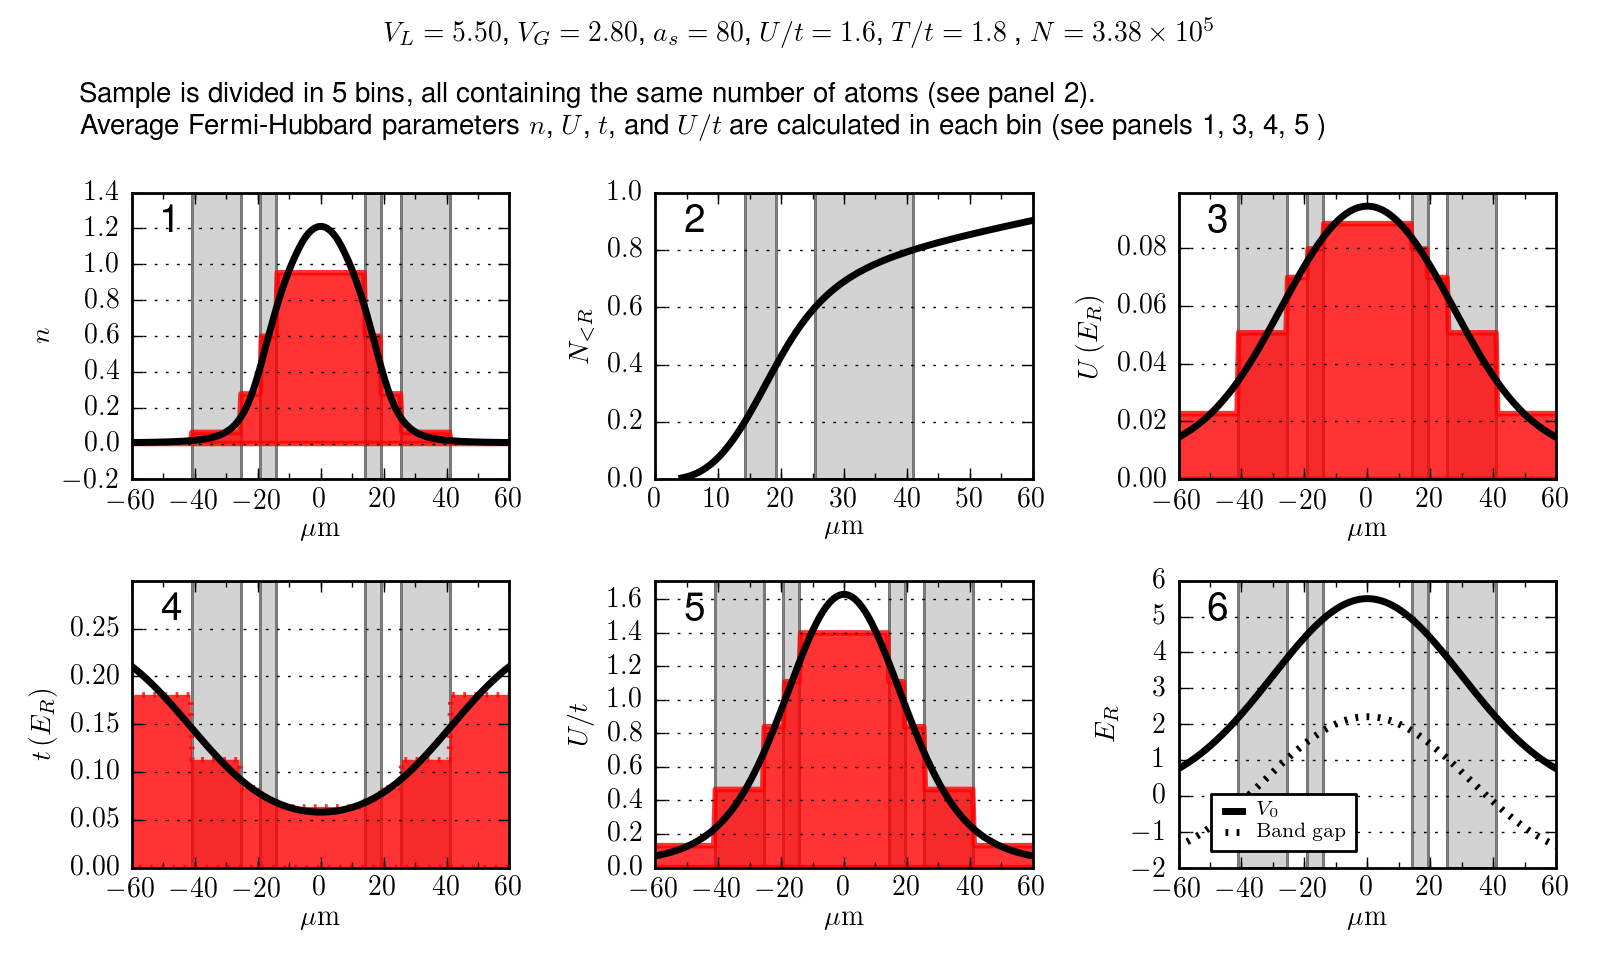 V_L = 5.50, V_G = 2.80, a_s = 80, U/t = 1.6, T/t = 1.8 , N = 3.38 × 10^5
Sample is divided in 5 bins, all containing the same number of atoms (see panel 2).
Average Fermi-Hubbard parameters n, U, t, and U/t are calculated in each bin (see panels 1, 3, 4, 5 )
1
n
1.4
1.2
1.0
0.8
0.6
0.4
0.2
0.0
−0.2
−60 −40 −20 0 20 40 60
μm
2
N_{<R}
1.0
0.8
0.6
0.4
0.2
0.0
0 10 20 30 40 50 60
μm
3
U (E_R)
0.08
0.06
0.04
0.02
0.00
−60 −40 −20 0 20 40 60
μm
4
t (E_R)
0.25
0.20
0.15
0.10
0.05
0.00
−60 −40 −20 0 20 40 60
μm
5
U/t
1.6
1.4
1.2
1.0
0.8
0.6
0.4
0.2
0.0
−60 −40 −20 0 20 40 60
μm
6
E_R
6
5
4
3
2
1
0
−1
−2
V_0
Band gap
−60 −40 −20 0 20 40 60
μm